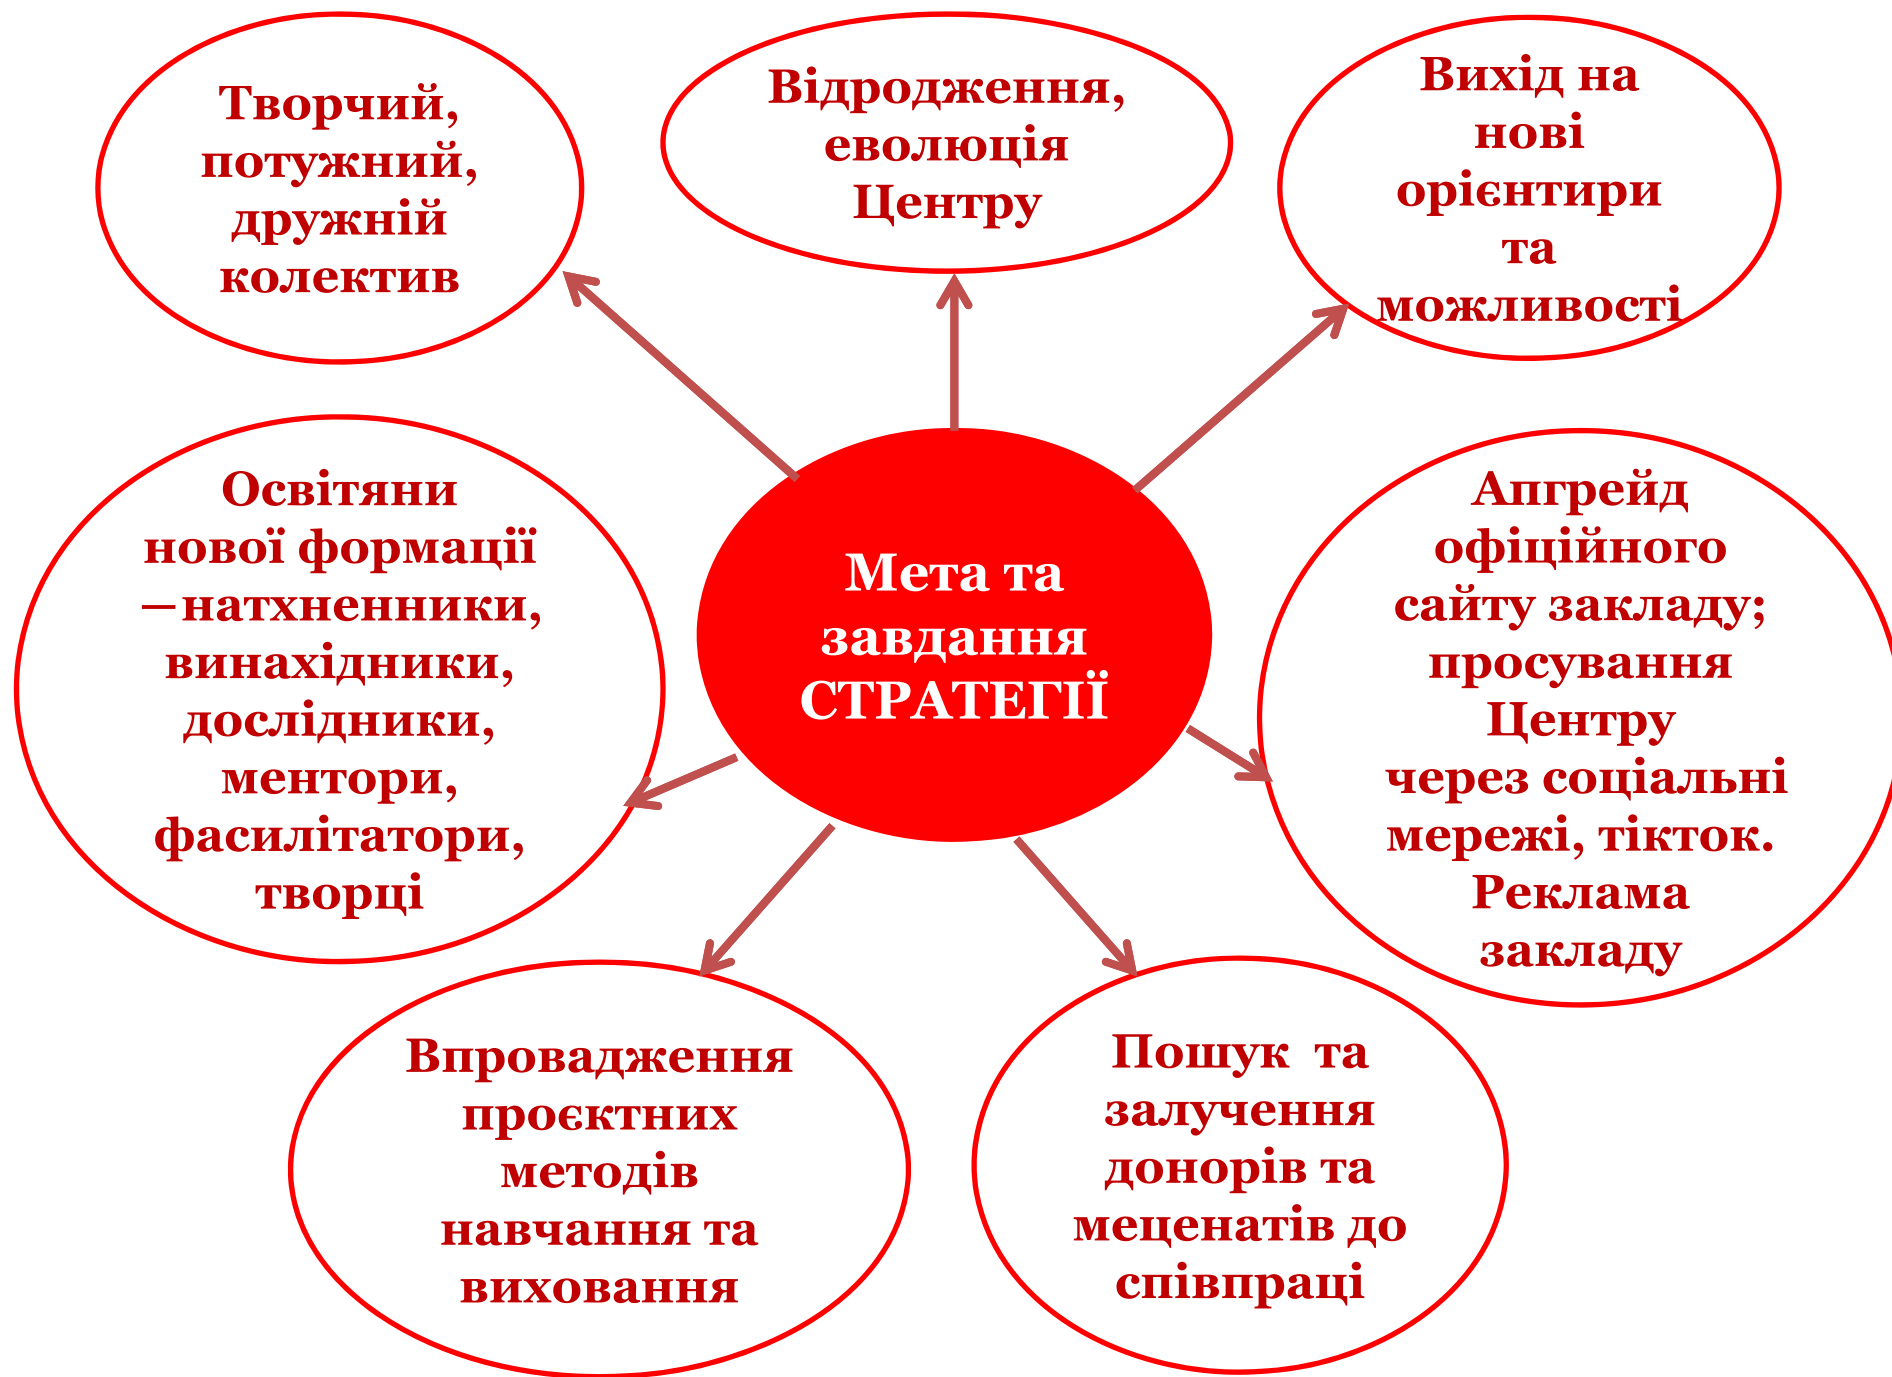 Творчий,
потужний,
дружній
колектив
Відродження,
еволюція
Центру
Вихід на
нові
орієнтири
та
можливості
Освітяни
нової формації
—натхненники,
винахідники,
дослідники,
ментори,
фасилітатори,
творці
Мета та
завдання
СТРАТЕГІЇ
Апгрейд
офіційного
сайту закладу;
просування
Центру
через соціальні
мережі, тікток.
Реклама
закладу
Впровадження
проєктних
методів
навчання та
виховання
Пошук та
залучення
донорів та
меценатів до
співпраці